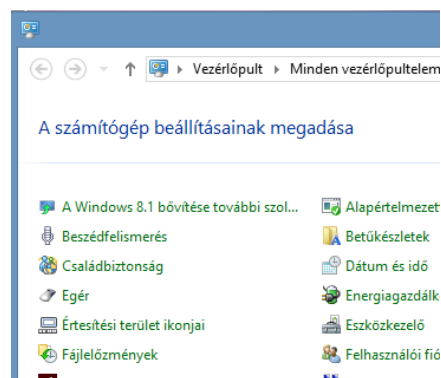 Vezérlőpult Minden vezérlőpultelem
A számítógép beállításainak megadása
A Windows 8.1 bővítése további szol...
Beszédfelismerés
Családbiztonság
Egér
Értesítési terület ikonjai
Fájlelőzmények
Alapértelmezett
Betűkészletek
Dátum és idő
Energiagazdálk
Eszközkezelő
Felhasználói fió